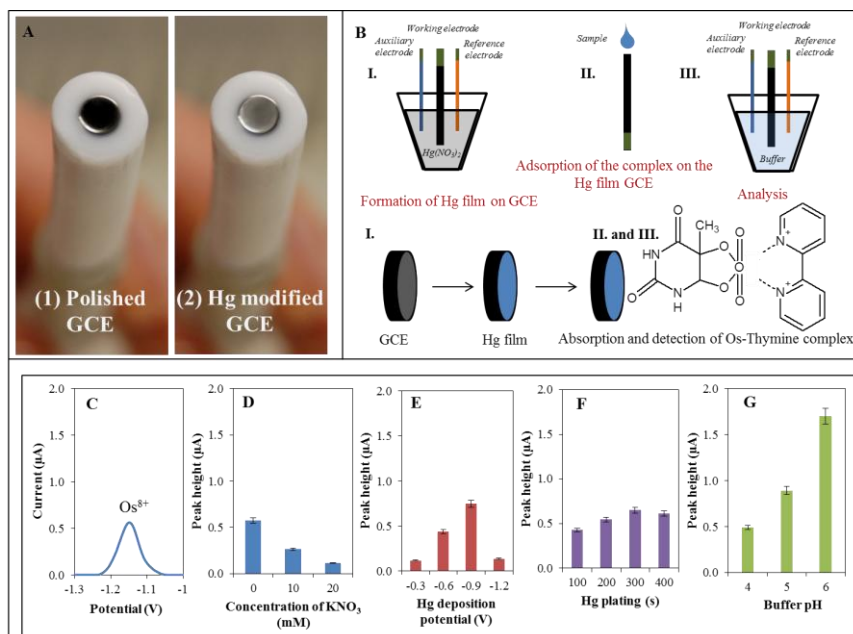 A
(1) Polished
GCE
(2) Hg modified
GCE
B
Working electrode
Auxiliary
electrode
Reference
electrode
I.
Hg(NO3)2
Formation of Hg film on GCE
Sample
II.
Adsorption of the complex on the
Hg film GCE
Working electrode
Auxiliary
electrode
Reference
electrode
III.
Buffer
Analysis
I.
GCE
Hg film
II. and III.
O
CH3
O
HN
O
O
O
N
H
O
O
N+
N+
Absorption and detection of Os-Thymine complex
C
Current (µA)
2.0
1.5
1.0
0.5
0.0
Os8+
-1.3 -1.2 -1.1 -1
Potential (V)
D
Peak height (µA)
2.0
1.5
1.0
0.5
0.0
0 10 20
Concentration of KNO3
(mM)
E
Peak height (µA)
2.0
1.5
1.0
0.5
0.0
-0.3 -0.6 -0.9 -1.2
Hg deposition
potential (V)
F
Peak height (µA)
2.0
1.5
1.0
0.5
0.0
100 200 300 400
Hg plating (s)
G
Peak height (µA)
2.0
1.5
1.0
0.5
0.0
4 5 6
Buffer pH